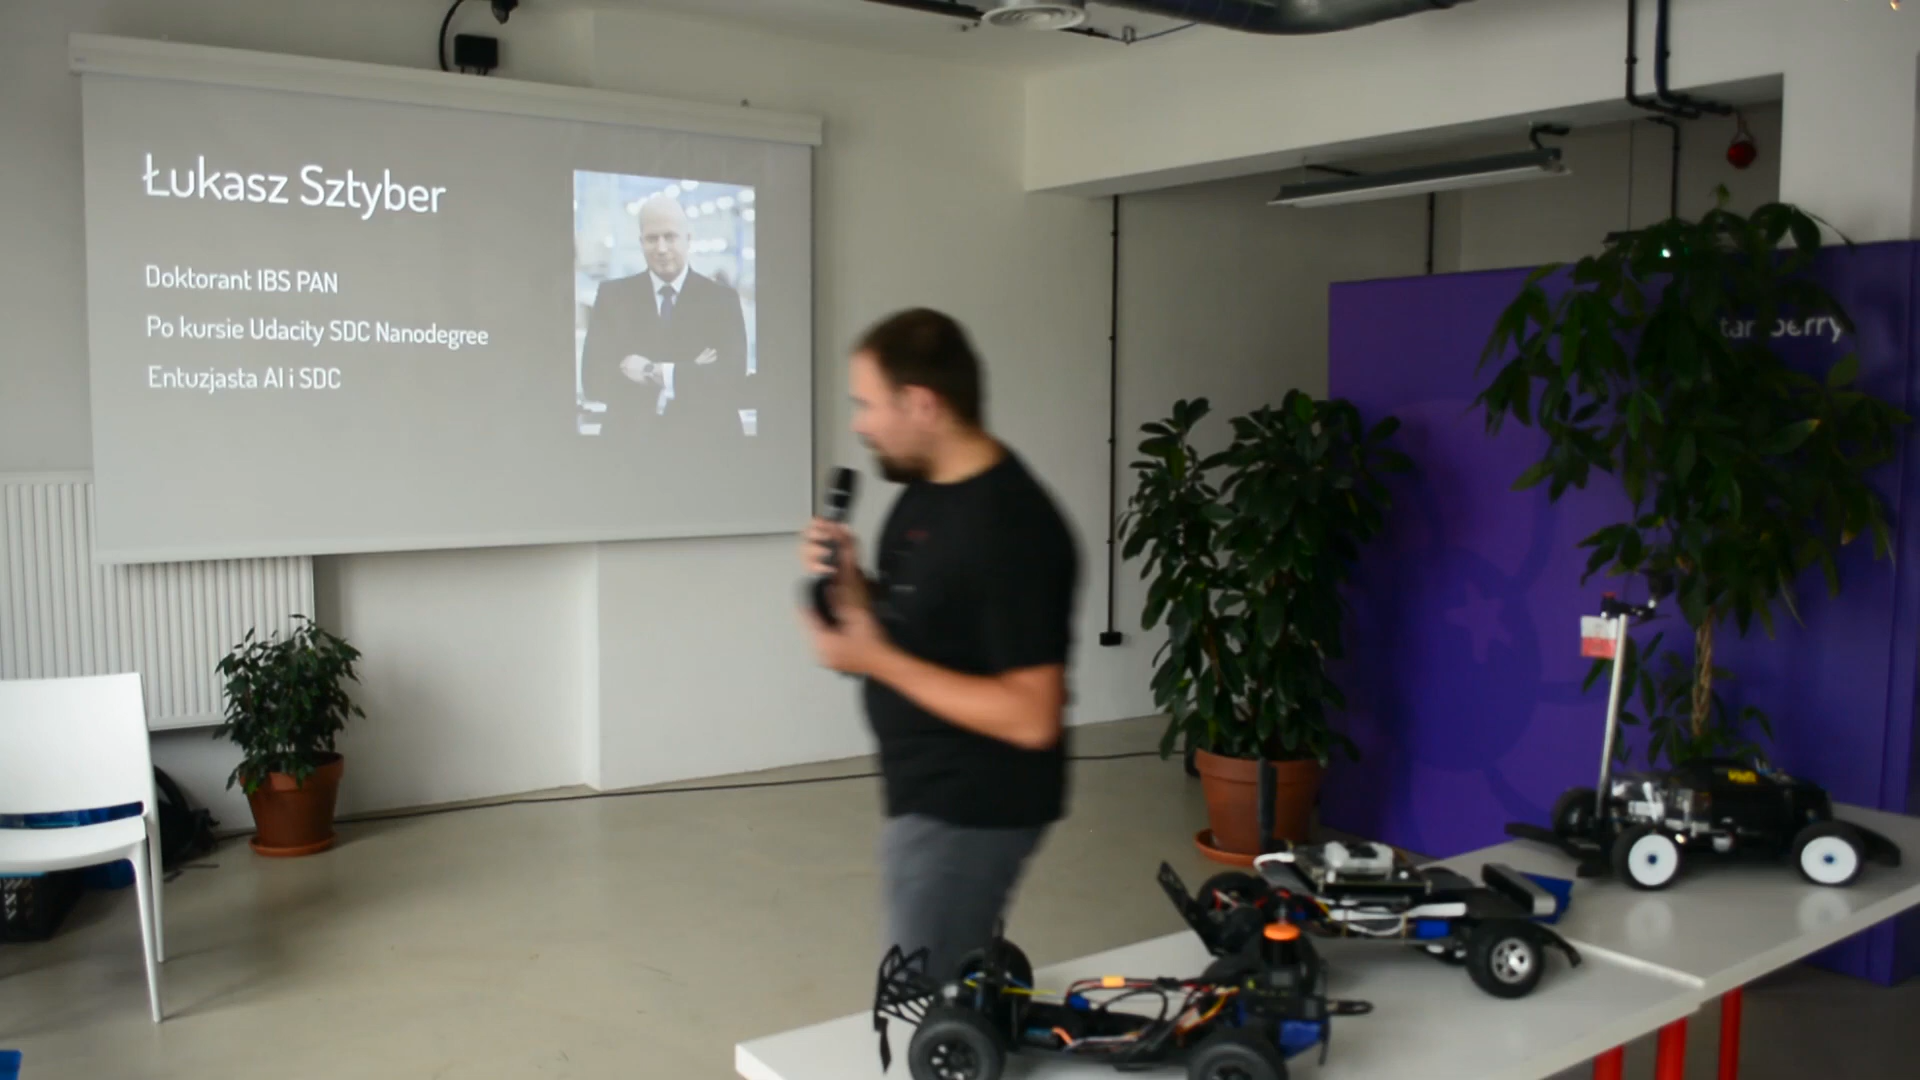 Łukasz Sztyber
Doktorant IBS PAN
Po kursie Udacity SDC Nanodegree
Entuzjasta AI i SDC